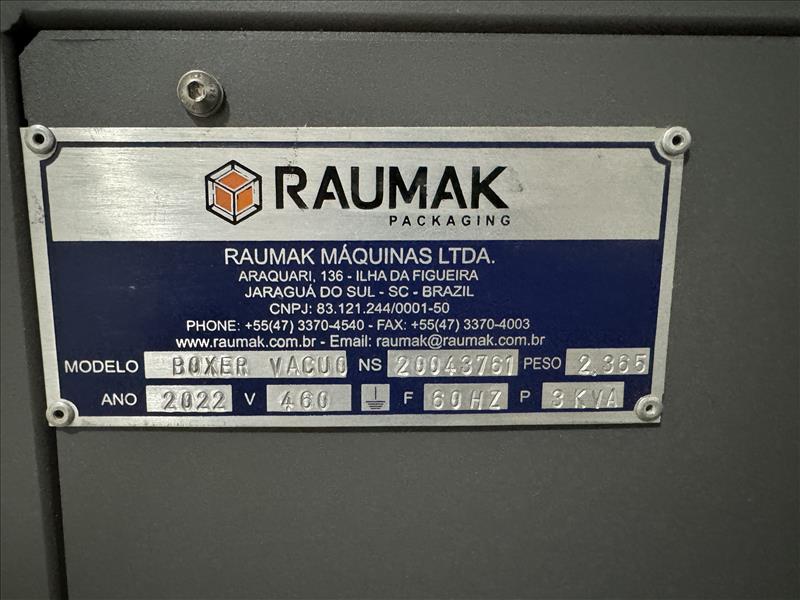 RAUMAK
PACKAGING
RAUMAK MÁQUINAS LTDA.
ARAQUARI, 136 - ILHA DA FIGUEIRA
JARAGUÁ DO SUL - SC - BRAZIL
CNPJ: 83.121.244/0001-50
PHONE: +55(47) 3370-4540 - FAX: +55(47) 3370-4003
www.raumak.com.br - Email: raumak@raumak.com.br
MODELO BOXER VACUO NS 20043761 PESO 2.365
ANO 2022 V 460 F 60HZ P 3KVA